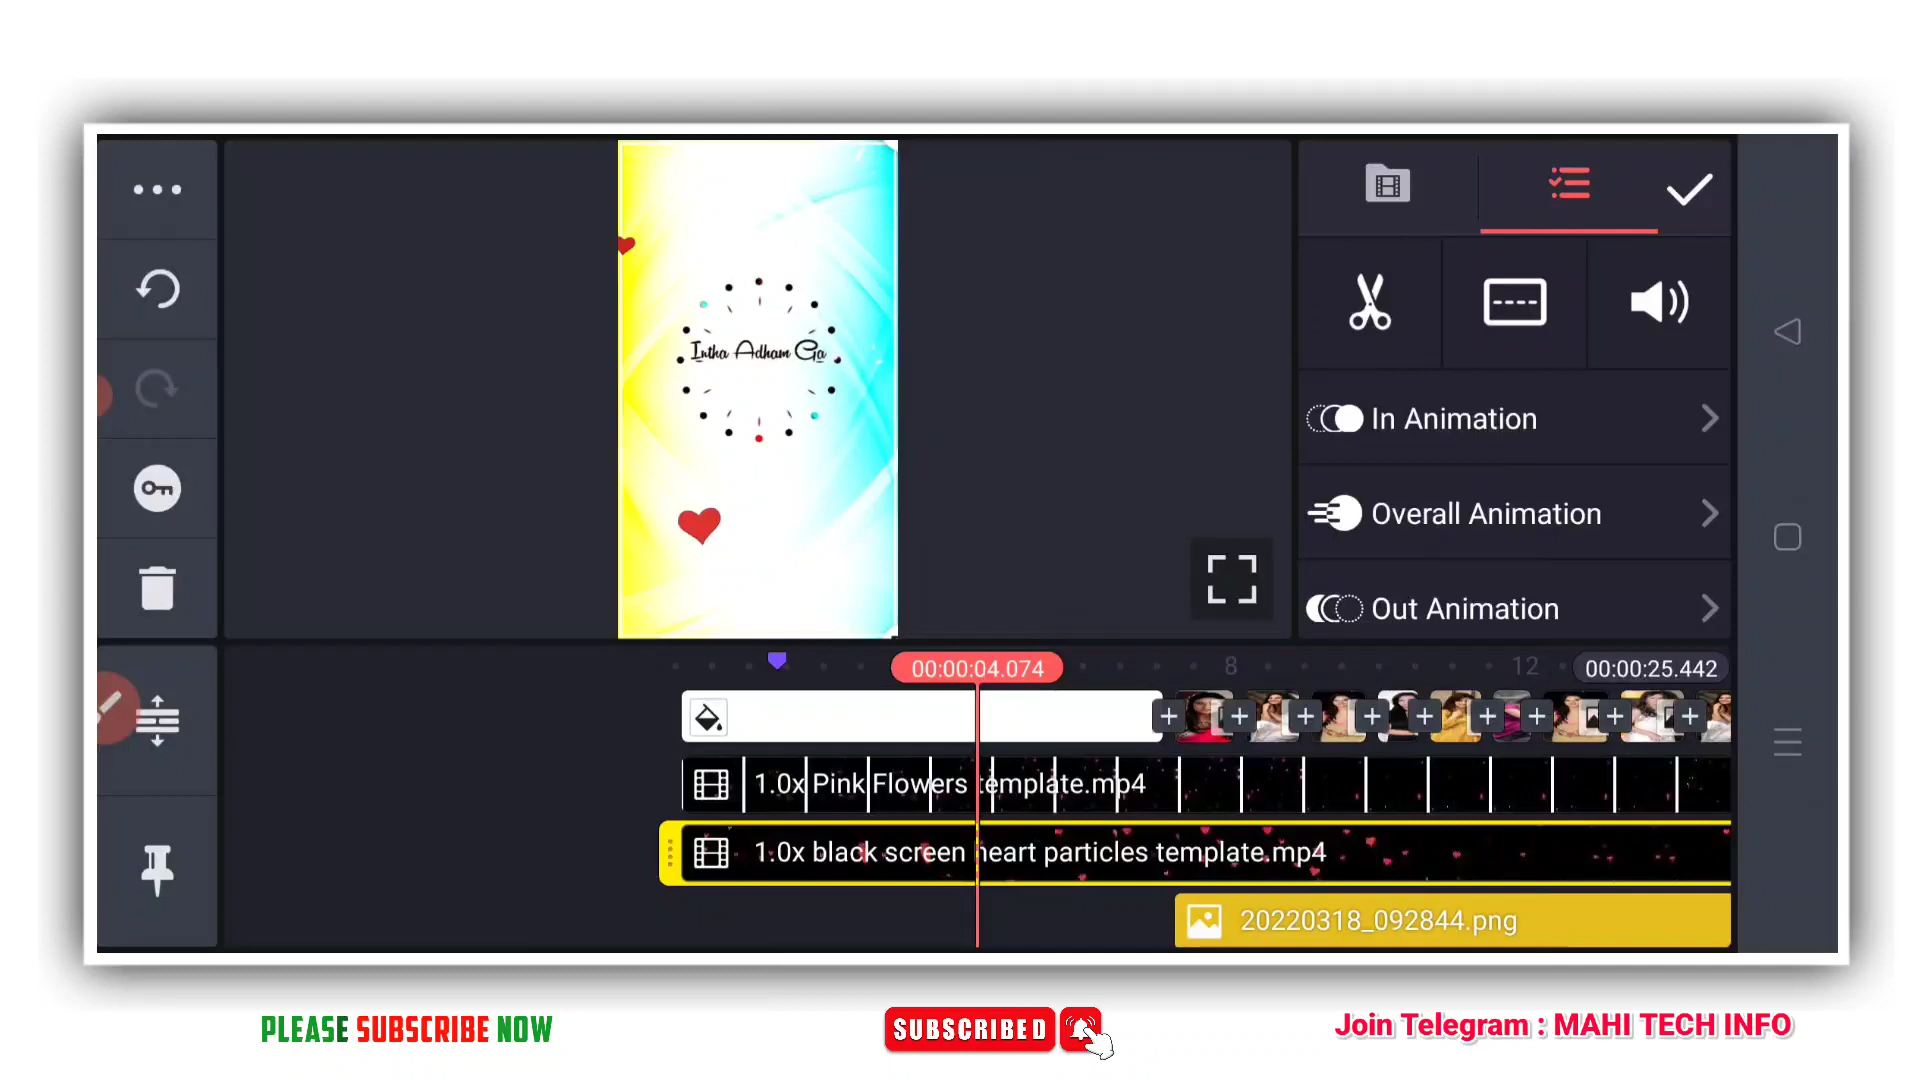 Intha Adham Ga
In Animation
Overall Animation
Out Animation
00:00:04.074
8
12
00:00:25.442
1.0x Pink Flowers template.mp4
1.0x black screen heart particles template.mp4
20220318_092844.png
PLEASE SUBSCRIBE NOW
SUBSCRIBED
Join Telegram : MAHI TECH INFO